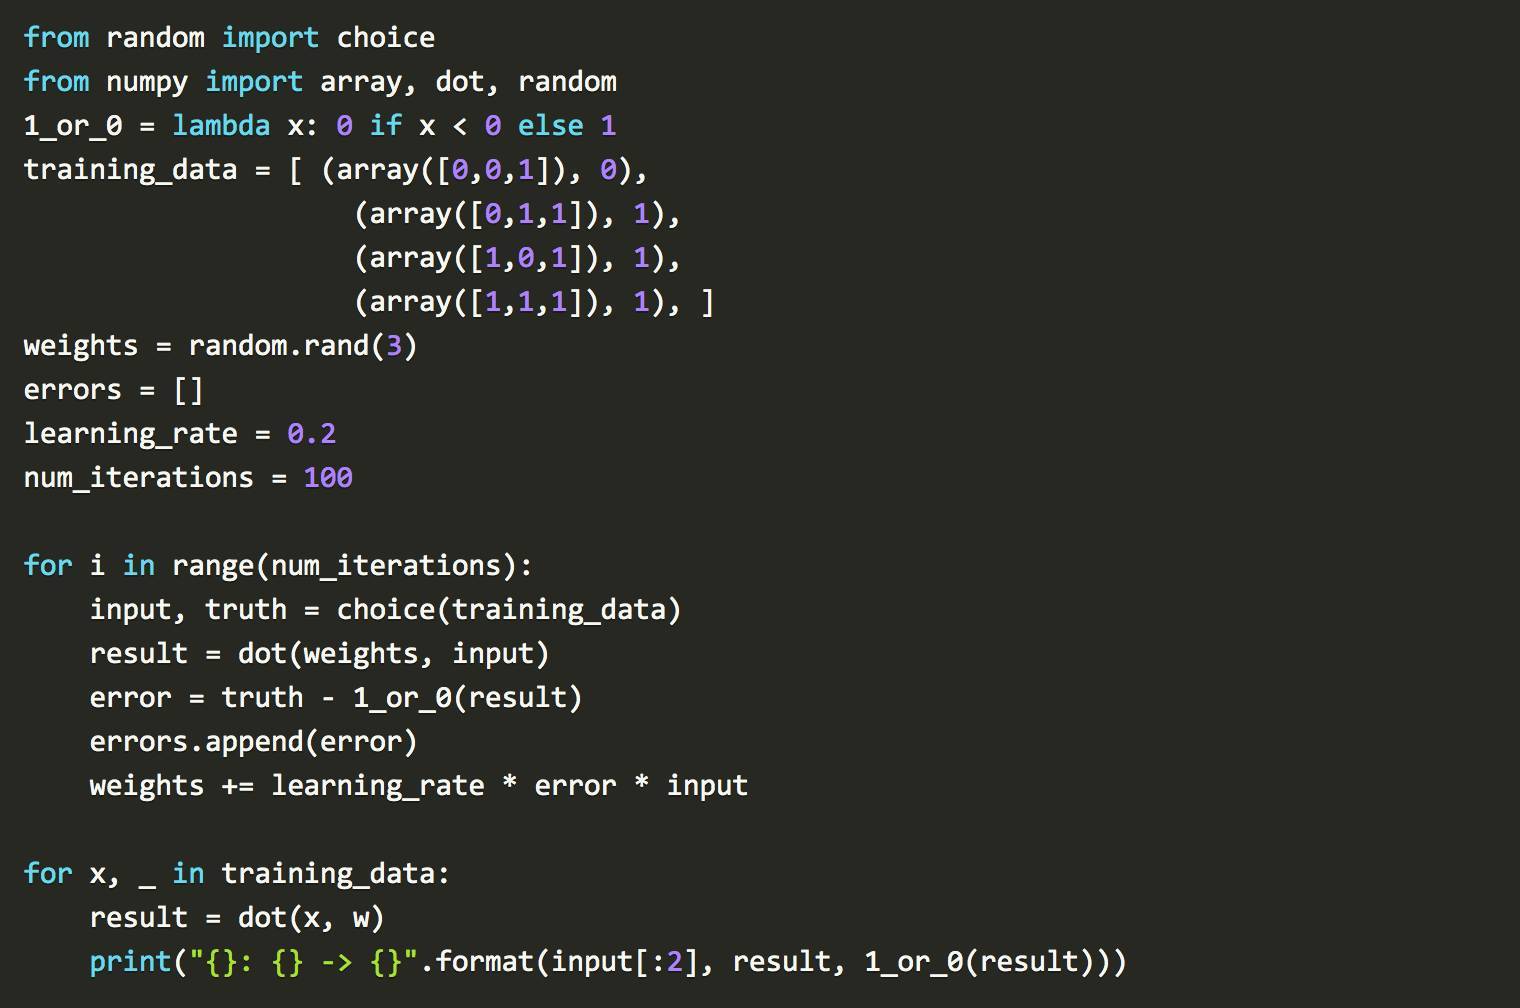 from random import choice
from numpy import array, dot, random
1_or_0 = lambda x: 0 if x < 0 else 1
training_data = [ (array([0,0,1]), 0),
                    (array([0,1,1]), 1),
                    (array([1,0,1]), 1),
                    (array([1,1,1]), 1), ]
weights = random.rand(3)
errors = []
learning_rate = 0.2
num_iterations = 100

for i in range(num_iterations):
    input, truth = choice(training_data)
    result = dot(weights, input)
    error = truth - 1_or_0(result)
    errors.append(error)
    weights += learning_rate * error * input

for x, _ in training_data:
    result = dot(x, w)
    print("{}: {} -> {}".format(input[:2], result, 1_or_0(result)))